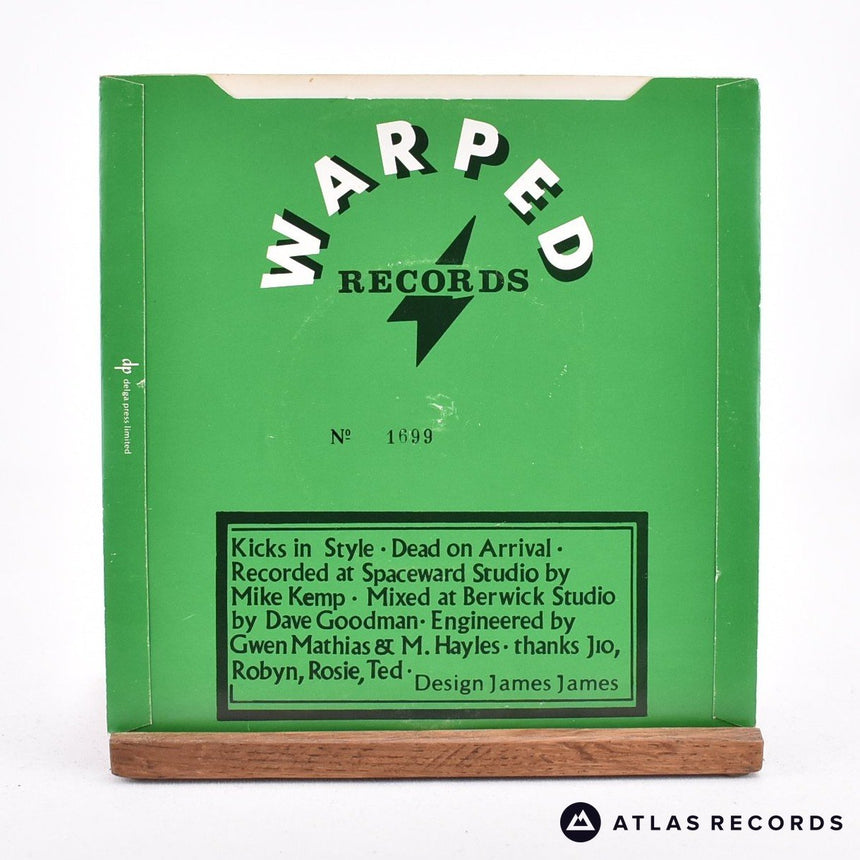 WARPED
RECORDS
dp delga press limited
Nº 1699
Kicks in Style · Dead on Arrival ·
Recorded at Spaceward Studio by
Mike Kemp · Mixed at Berwick Studio
by Dave Goodman · Engineered by
Gwen Mathias & M. Hayles · thanks J10,
Robyn, Rosie, Ted ·
Design James James
ATLAS RECORDS